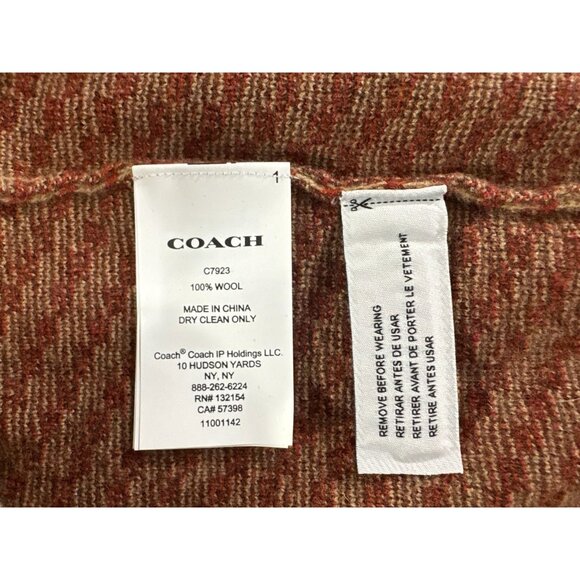 1
COACH
C7923
100% WOOL
MADE IN CHINA
DRY CLEAN ONLY
Coach® Coach IP Holdings LLC.
10 HUDSON YARDS
NY, NY
888-262-6224
RN# 132154
CA# 57398
11001142
REMOVE BEFORE WEARING
RETIRAR ANTES DE USAR
RETIRER AVANT DE PORTER LE VETEMENT
RETIRE ANTES USAR